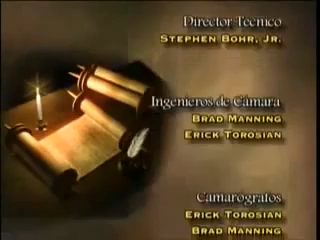 Director Tecnico
Stephen Bohr, Jr.
Ingenieros de Cámara
Brad Manning
Erick Torosian
Camarógrafos
Erick Torosian
Brad Manning